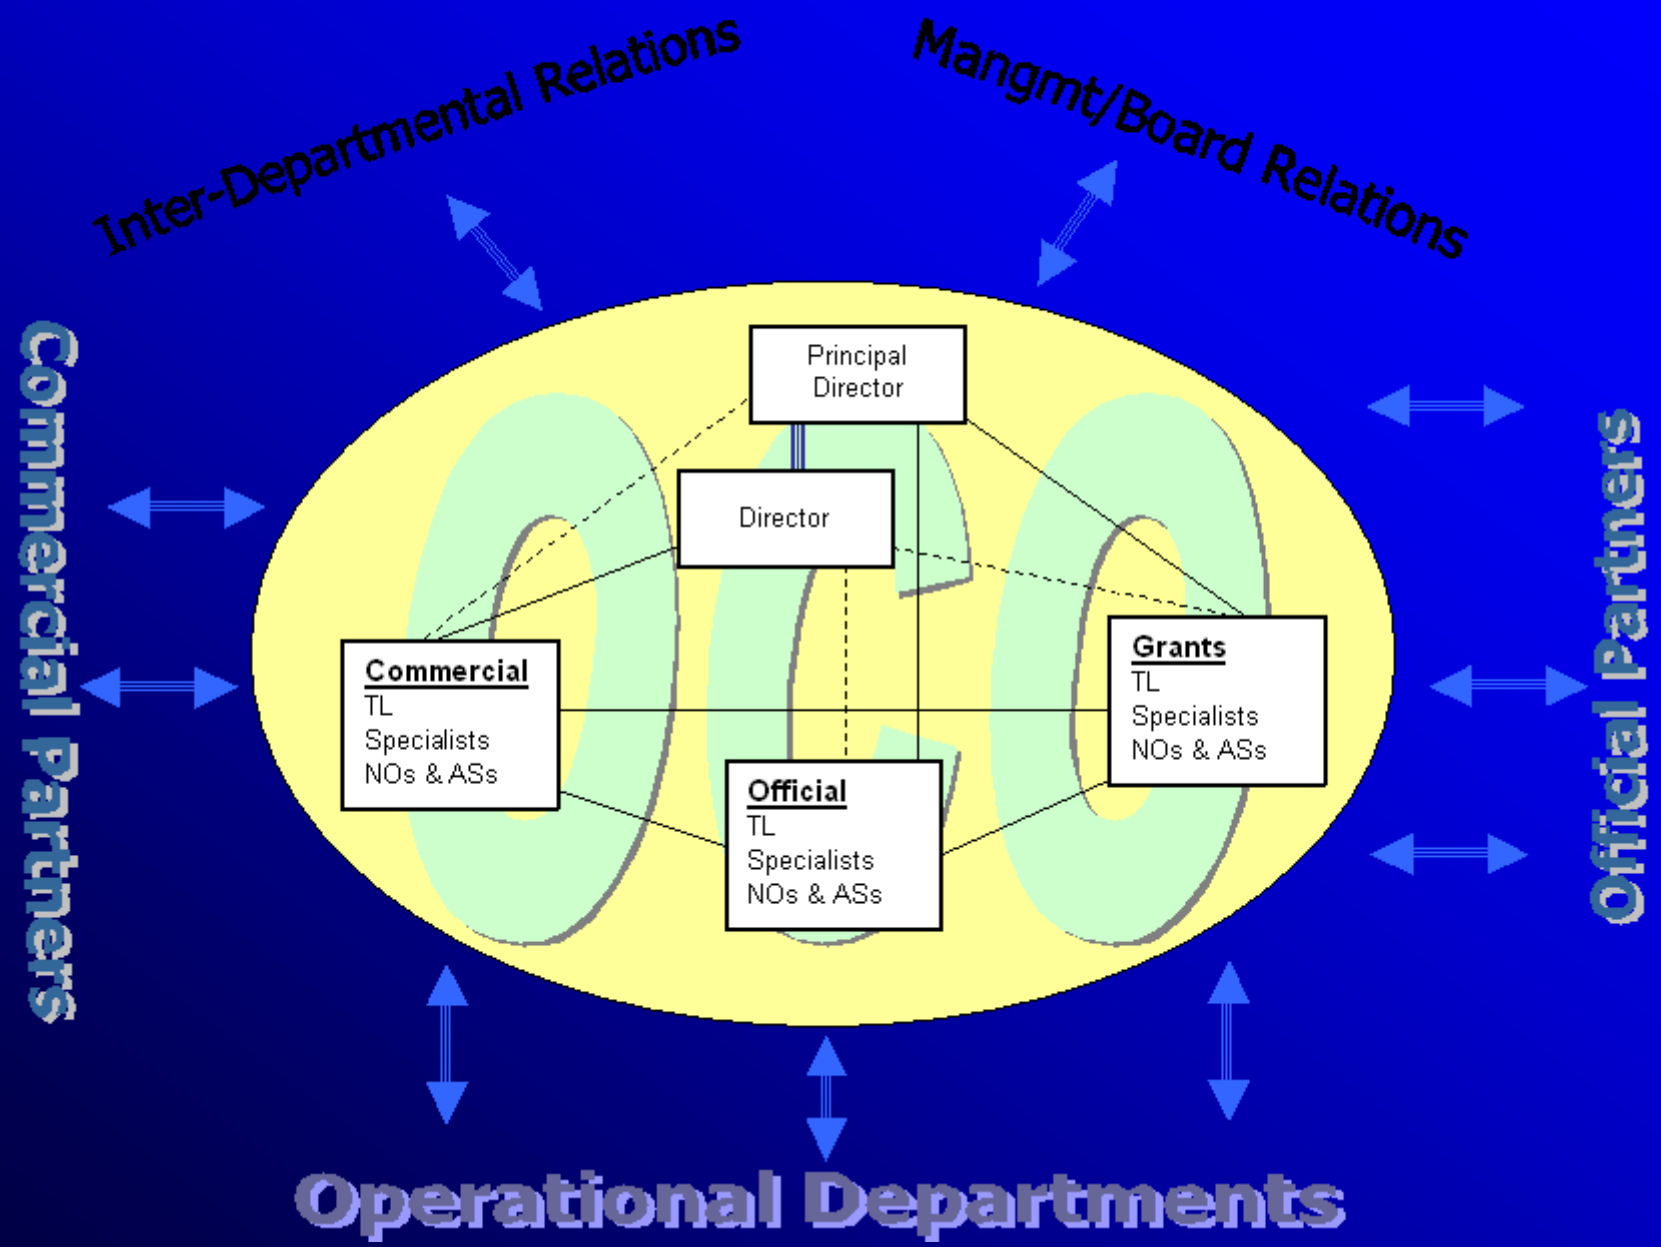 Inter-Departmental Relations
Mangmt/Board Relations
Commercial Partners
Official Partners
OCO
Principal
Director
Director
Commercial
TL
Specialists
NOs & ASs
Grants
TL
Specialists
NOs & ASs
Official
TL
Specialists
NOs & ASs
Operational Departments